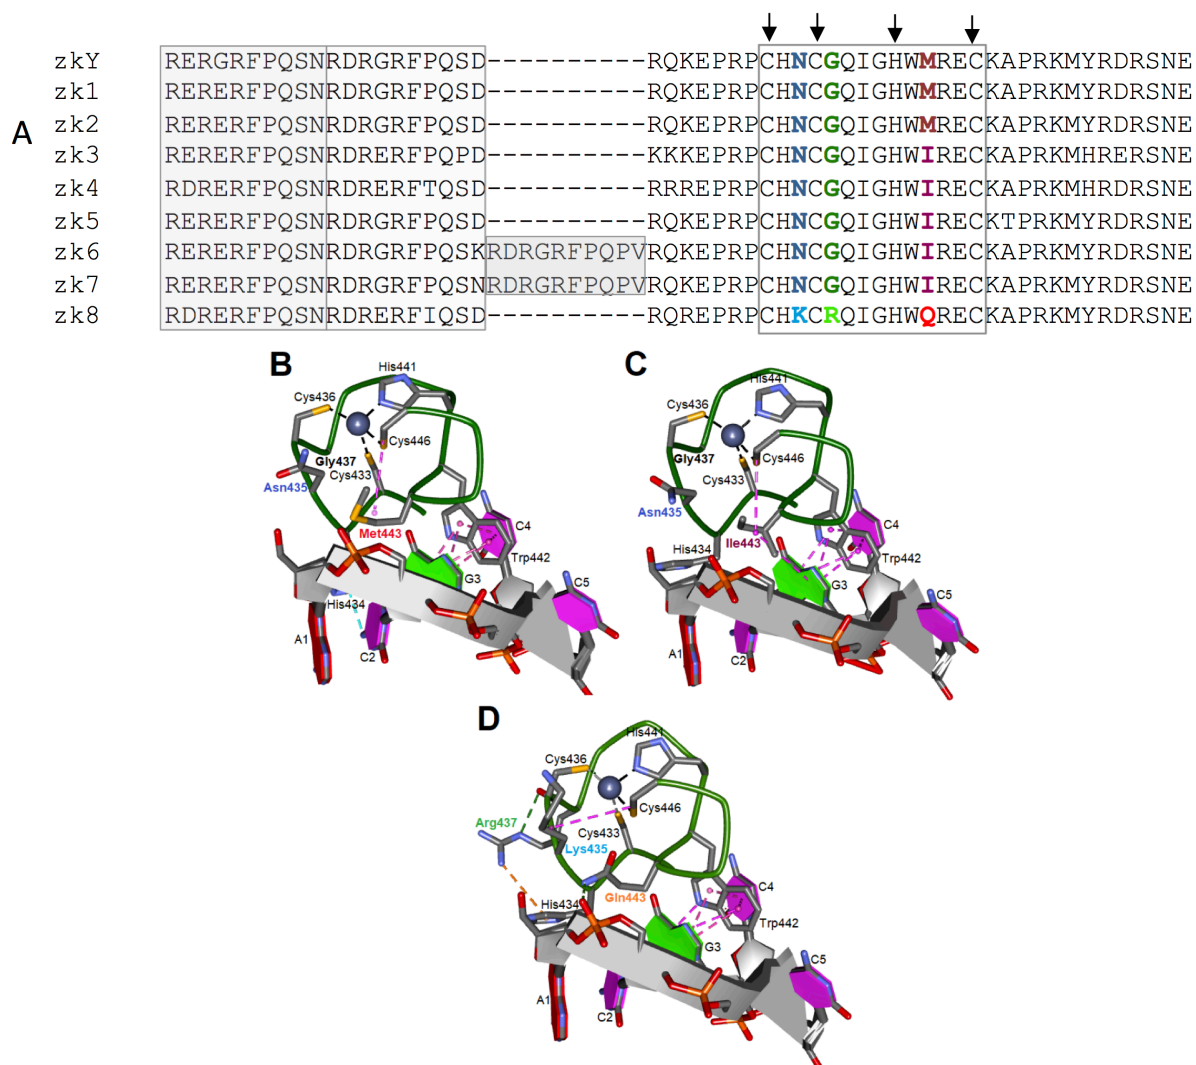 A
zkY RERGRFPQSNRDRGRFPQSD----------RQKEPRPCHNCGQIGHWMRECKAPRKMYRDRSNE
zk1 RERERFPQSNRDRGRFPQSD----------RQKEPRPCHNCGQIGHWMRECKAPRKMYRDRSNE
zk2 RERERFPQSNRDRGRFPQSD----------RQKEPRPCHNCGQIGHWMRECKAPRKMYRDRSNE
zk3 RERERFPQSNRDRERFPQPD----------KKKEPRPCHNCGQIGHWIRECKAPRKMHRERSNE
zk4 RDRERFPQSNRDRERFTQSD----------RRREPRPCHNCGQIGHWIRECKAPRKMHRDRSNE
zk5 RERERFPQSNRDRGRFPQSD----------RQKEPRPCHNCGQIGHWIRECKTPRKMYRDRSNE
zk6 RERERFPQSNRDRGRFPQSKRDRGRFPQPVRQKEPRPCHNCGQIGHWIRECKAPRKMYRDRSNE
zk7 RERERFPQSNRDRGRFPQSNRDRGRFPQPVRQKEPRPCHNCGQIGHWIRECKAPRKMYRDRSNE
zk8 RDRERFPQSNRDRERFIQSD----------RQREPRPCHKCRQIGHWQRECKAPRKMYRDRSNE
B
His441
Cys436
Cys446
Gly437
Cys433
Asn435
Met443
C4
Trp442
G3
C5
His434
A1
C2
C
His441
Cys436
Cys446
Gly437
Cys433
Asn435
Ile443
C4
His434
Trp442
G3
C5
A1
C2
D
His441
Cys436
Cys446
Arg437
Cys433
Lys435
Gln443
C4
His434
Trp442
G3
C5
A1
C2